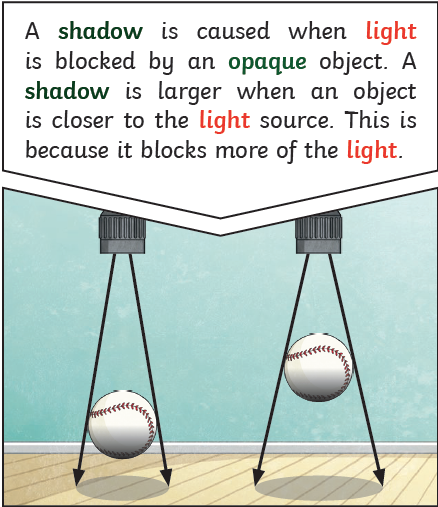 A shadow is caused when light
is blocked by an opaque object. A
shadow is larger when an object
is closer to the light source. This is
because it blocks more of the light.